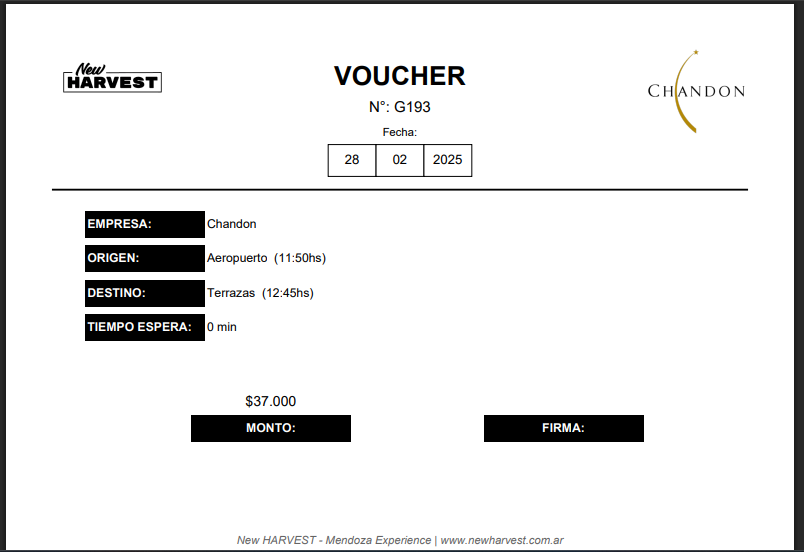 New
HARVEST
VOUCHER
N°: G193
CHANDON
Fecha:
28 02 2025
EMPRESA: Chandon
ORIGEN: Aeropuerto (11:50hs)
DESTINO: Terrazas (12:45hs)
TIEMPO ESPERA: 0 min
$37.000
MONTO: FIRMA:
New HARVEST - Mendoza Experience | www.newharvest.com.ar